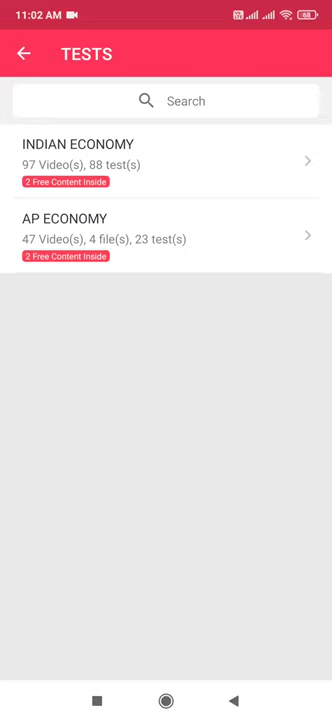 11:02 AM
68
TESTS
Search
INDIAN ECONOMY
97 Video(s), 88 test(s)
2 Free Content Inside
AP ECONOMY
47 Video(s), 4 file(s), 23 test(s)
2 Free Content Inside